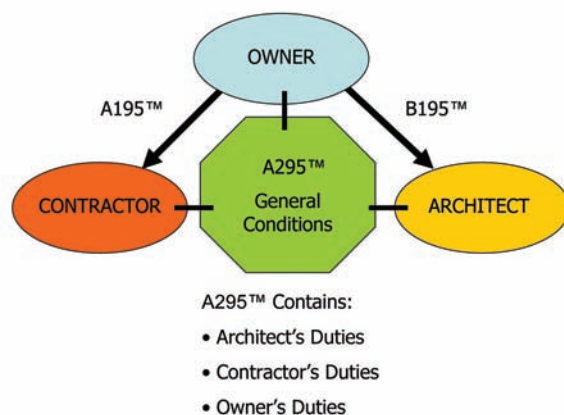 OWNER
A195™
B195™
A295™
General
Conditions
CONTRACTOR
ARCHITECT
A295™ Contains:
• Architect's Duties
• Contractor's Duties
• Owner's Duties